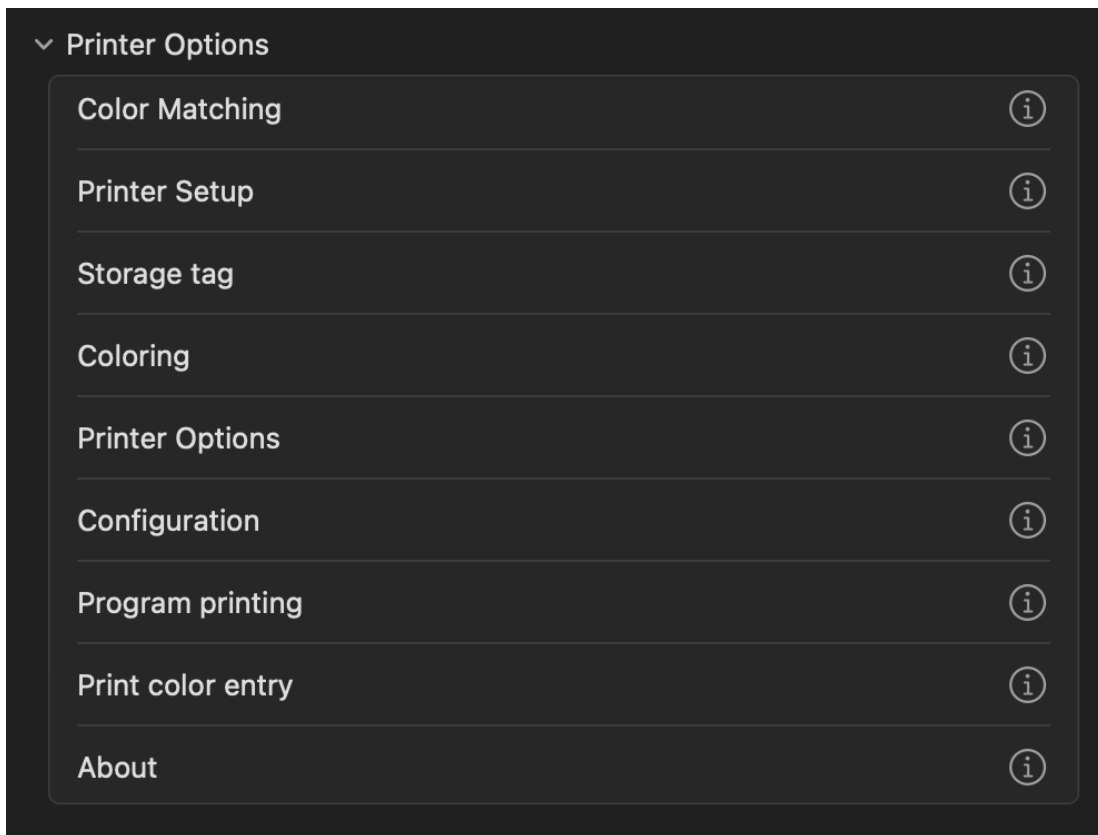 Printer Options
Color Matching
Printer Setup
Storage tag
Coloring
Printer Options
Configuration
Program printing
Print color entry
About